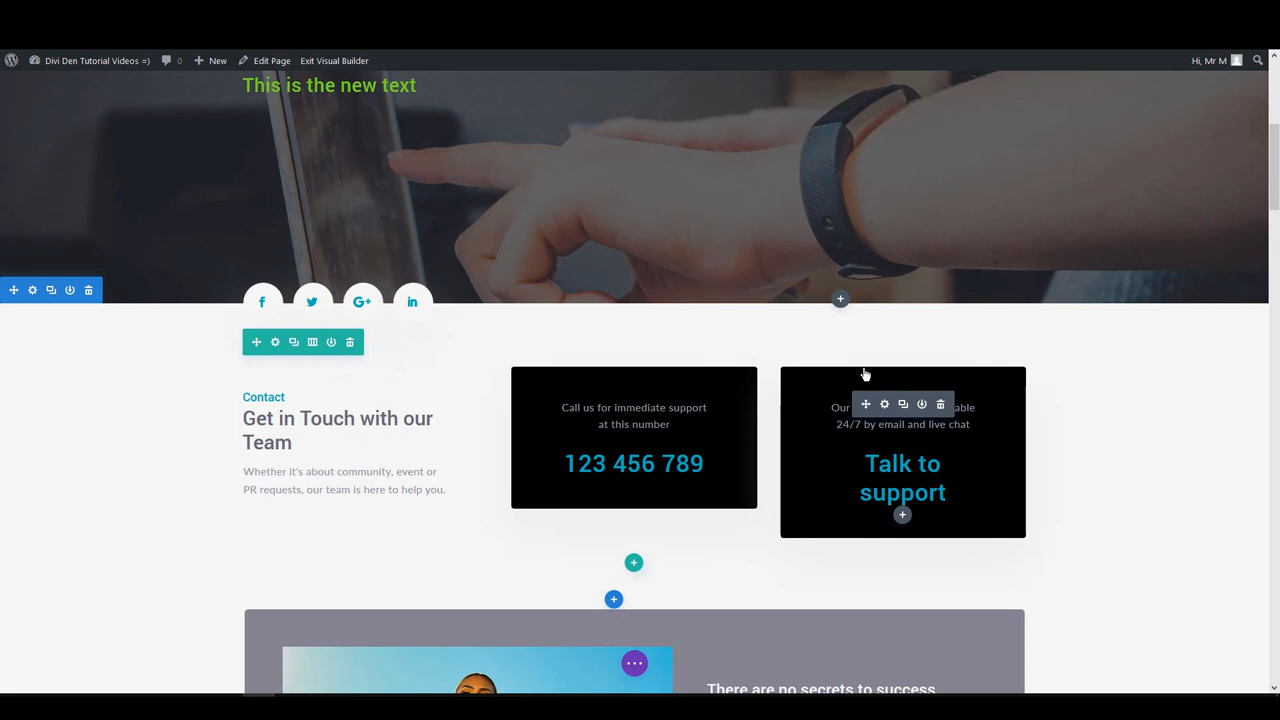 Divi Den Tutorial Videos =)
0
New
Edit Page
Exit Visual Builder
Hi, Mr M
This is the new text
G+
in
Contact
Get in Touch with our
Team
Whether it's about community, event or
PR requests, our team is here to help you.
Call us for immediate support
at this number
123 456 789
Our
24/7 by email and live chat
Talk to
support
There are no secrets to success